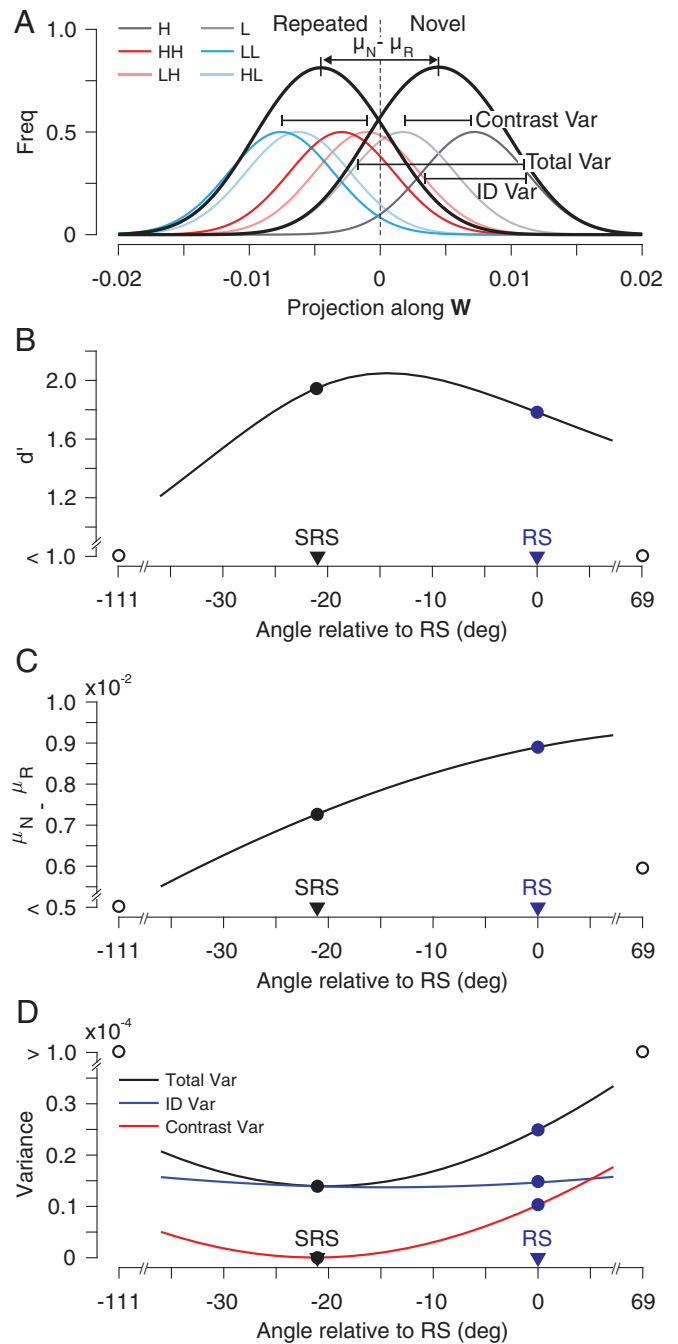 A
Repeated Novel
μN- μR
H L
HH LL
LH HL
Contrast Var
Total Var
ID Var
Freq
1.0
0.5
0
-0.02 -0.01 0 0.01 0.02
Projection along W
B
d'
2.0
1.6
1.2
< 1.0
SRS RS
-111 -30 -20 -10 0 69
Angle relative to RS (deg)
C
x10-2
μN - μR
1.0
0.9
0.8
0.7
0.6
< 0.5
SRS RS
-111 -30 -20 -10 0 69
Angle relative to RS (deg)
D
x10-4
> 1.0
Total Var
ID Var
Contrast Var
Variance
0.3
0.2
0.1
0
SRS RS
-111 -30 -20 -10 0 69
Angle relative to RS (deg)